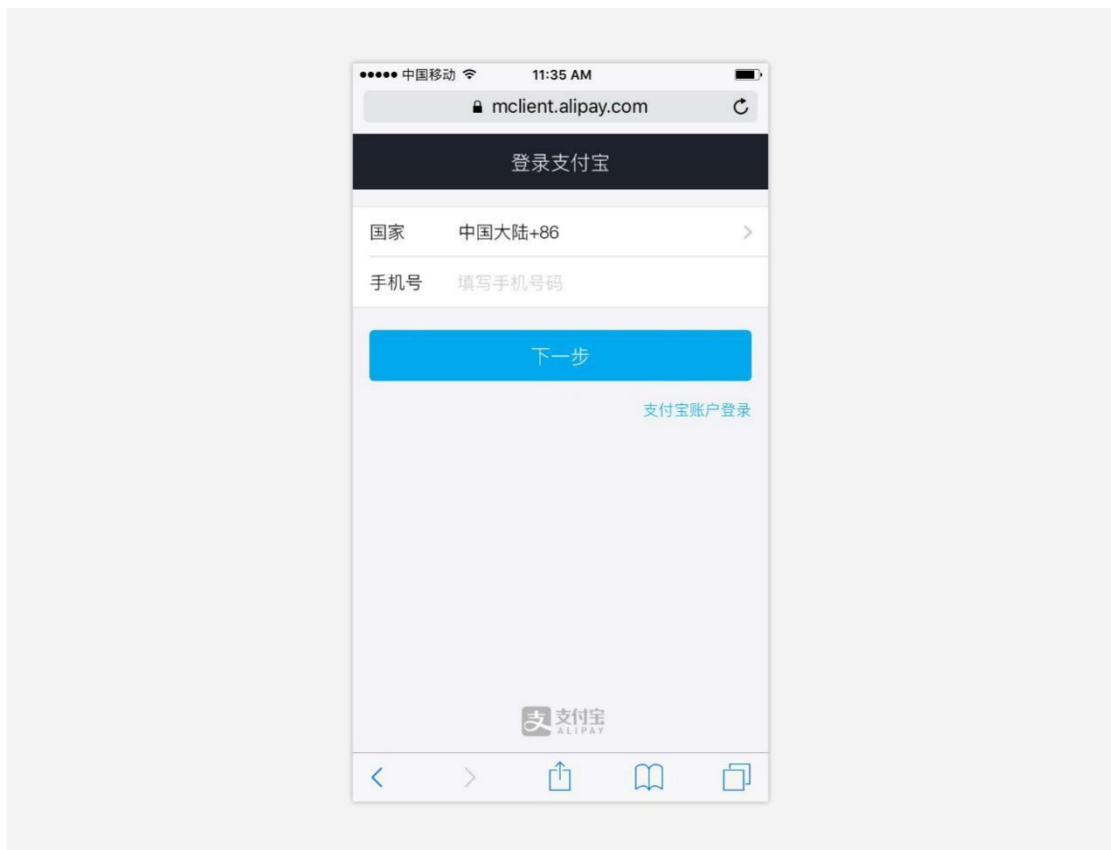 中国移动 11:35 AM
mclient.alipay.com
登录支付宝
国家 中国大陆+86
手机号 填写手机号码
下一步
支付宝账户登录
支 支付宝
ALIPAY